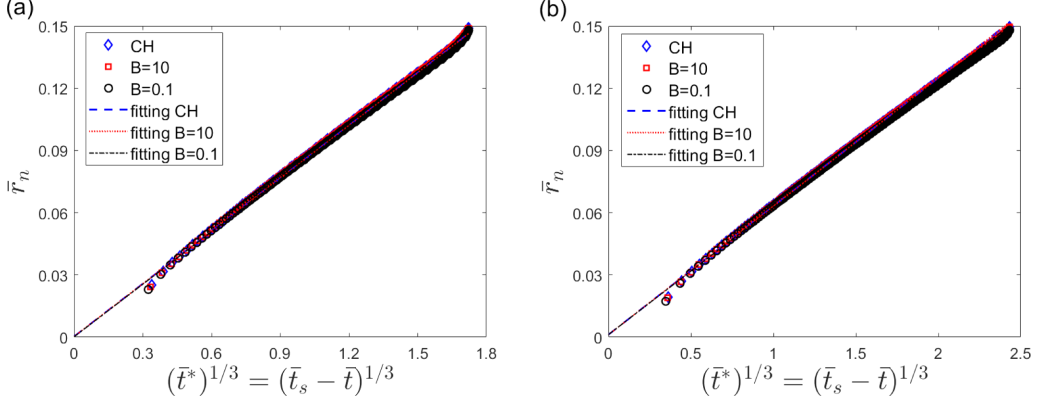 (a)
0.15
0.12
0.09
0.06
0.03
0
r̄ₙ
CH
B=10
B=0.1
fitting CH
fitting B=10
fitting B=0.1
0 0.3 0.6 0.9 1.2 1.5 1.8
(t̄*)^{1/3} = (t̄ₛ − t̄)^{1/3}
(b)
0.15
0.12
0.09
0.06
0.03
0
r̄ₙ
CH
B=10
B=0.1
fitting CH
fitting B=10
fitting B=0.1
0 0.5 1 1.5 2 2.5
(t̄*)^{1/3} = (t̄ₛ − t̄)^{1/3}